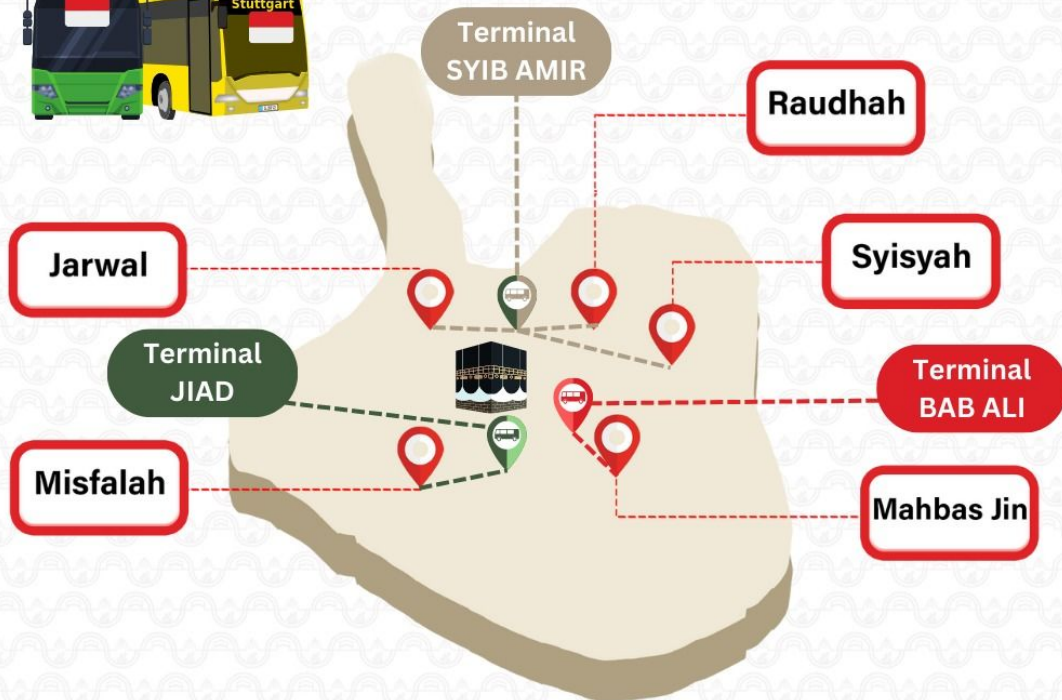 Stuttgart
Terminal
SYIB AMIR
Raudhah
Jarwal
Syisyah
Terminal
JIAD
Terminal
BAB ALI
Misfalah
Mahbas Jin